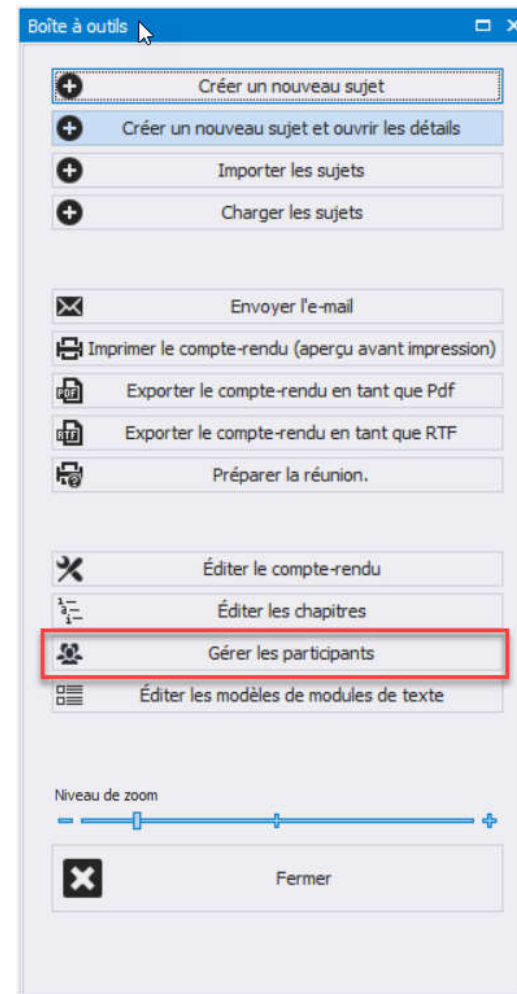 Boîte à outils
Créer un nouveau sujet
Créer un nouveau sujet et ouvrir les détails
Importer les sujets
Charger les sujets
Envoyer l'e-mail
Imprimer le compte-rendu (aperçu avant impression)
PDF
Exporter le compte-rendu en tant que Pdf
RTF
Exporter le compte-rendu en tant que RTF
Préparer la réunion.
Éditer le compte-rendu
Éditer les chapitres
Gérer les participants
Éditer les modèles de modules de texte
Niveau de zoom
Fermer